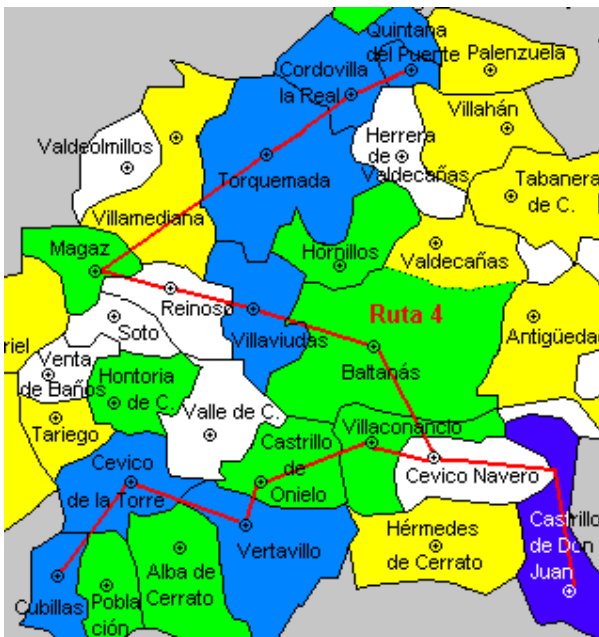 Quintana
del Puente
Palenzuela
Cordovilla
la Real
Villahán
Herrera
de
Valdecañas
Valdeolmillos
Torquemada
Tabanera
de C.
Villamediana
Magaz
Hornillos
Valdecañas
Reinoso
Ruta 4
Soto
Villaviudas
Antigüedad
riel
Baltanás
Venta
de Baños
Hontoria
de C.
Valle de C.
Villaconancio
Tariego
Castrillo
de
Onielo
Cevico
de la Torre
Cevico Navero
Vertavillo
Hérmedes
de Cerrato
Castrillo
de Don
Juan
Alba de
Cerrato
Cubillas
Pobla
ción